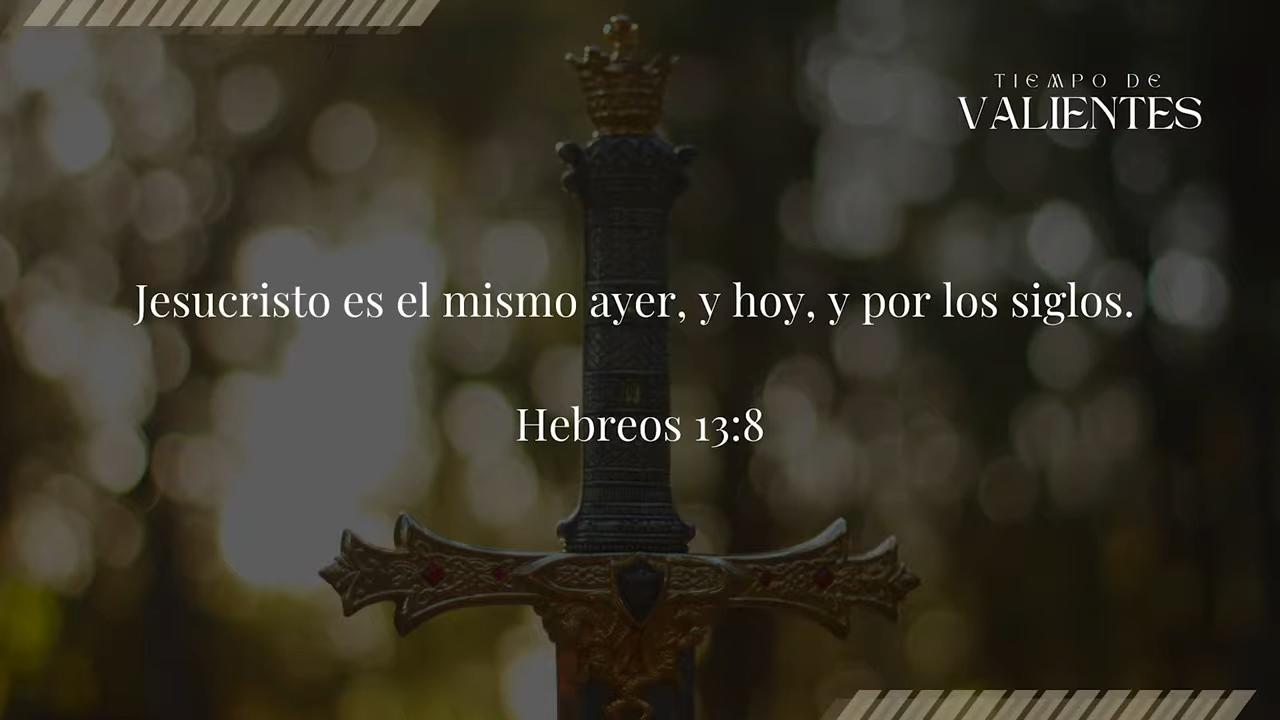 TIEMPO DE
VALIENTES
Jesucristo es el mismo ayer, y hoy, y por los siglos.
Hebreos 13:8